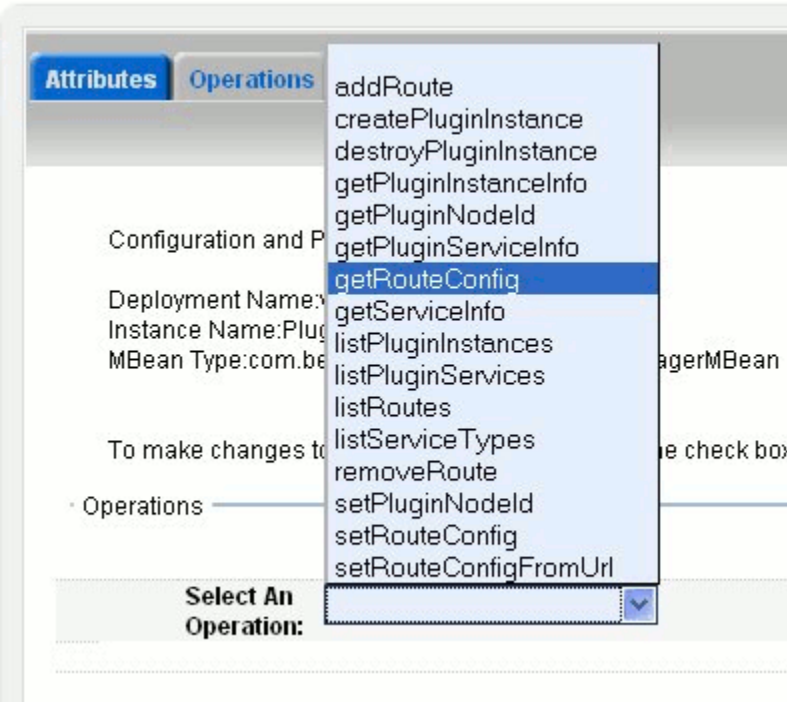 Attributes
Operations
addRoute
createPluginInstance
destroyPluginInstance
getPluginInstanceInfo
getPluginNodeId
getPluginServiceInfo
getRouteConfig
getServiceInfo
listPluginInstances
listPluginServices
listRoutes
listServiceTypes
removeRoute
setPluginNodeId
setRouteConfig
setRouteConfigFromUrl
Configuration and P
Deployment Name:
Instance Name:Plug
MBean Type:com.be agerMBean
To make changes to e check box
Operations
Select An
Operation: